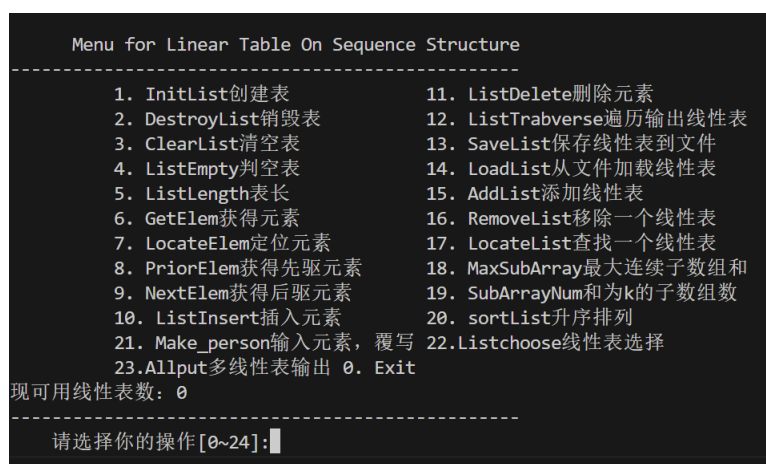 Menu for Linear Table On Sequence Structure
-------------------------------------------------
1. InitList创建表 11. ListDelete删除元素
2. DestroyList销毁表 12. ListTrabverse遍历输出线性表
3. ClearList清空表 13. SaveList保存线性表到文件
4. ListEmpty判空表 14. LoadList从文件加载线性表
5. ListLength表长 15. AddList添加线性表
6. GetElem获得元素 16. RemoveList移除一个线性表
7. LocateElem定位元素 17. LocateList查找一个线性表
8. PriorElem获得先驱元素 18. MaxSubArray最大连续子数组和
9. NextElem获得后驱元素 19. SubArrayNum和为k的子数组数
10. ListInsert插入元素 20. sortList升序排列
21. Make_person输入元素，覆写 22.Listchoose线性表选择
23.Allput多线性表输出 0. Exit
现可用线性表数：0
-------------------------------------------------
请选择你的操作[0~24]: